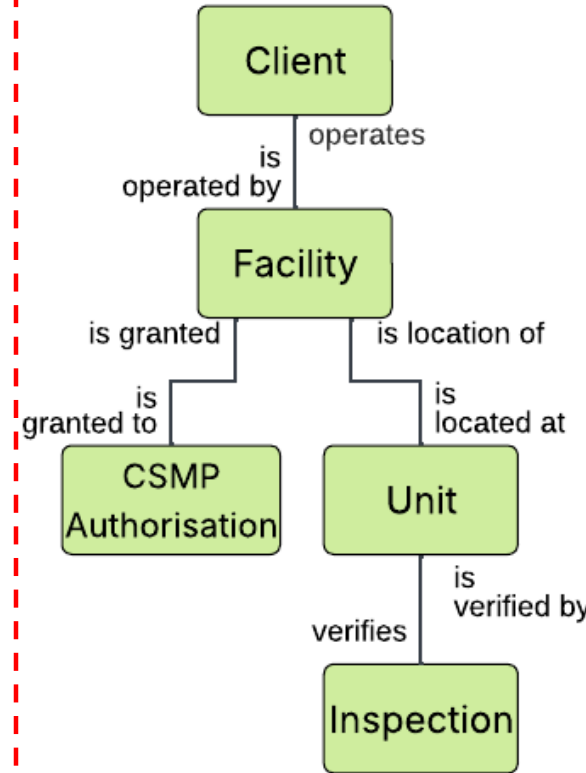 Client
operates
is
operated by
Facility
is granted
is location of
is
granted to
is
located at
CSMP
Authorisation
Unit
is
verified by
verifies
Inspection